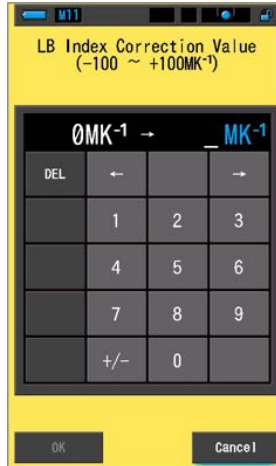 M11
LB Index Correction Value
(-100 ~ +100MK⁻¹)
0MK⁻¹ → _ MK⁻¹
DEL ← →
1 2 3
4 5 6
7 8 9
+/- 0
OK Cancel